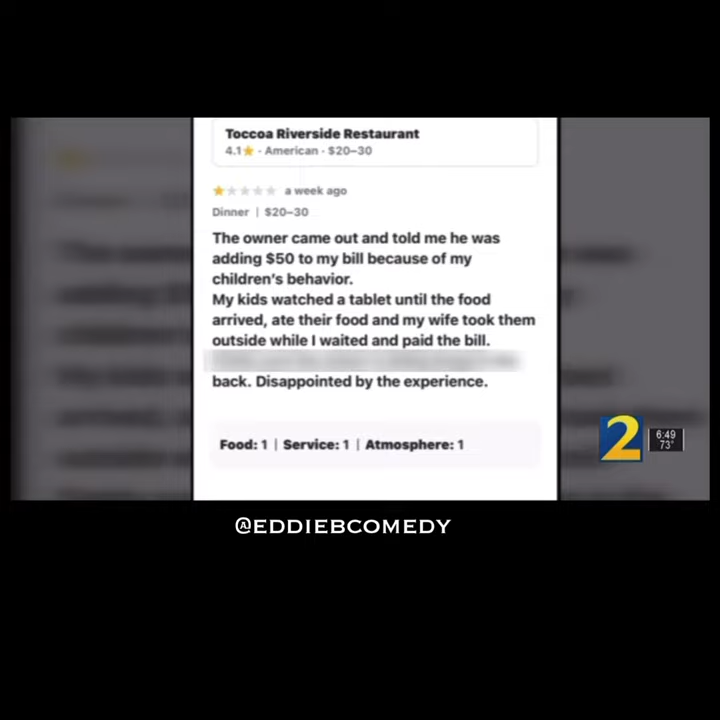 Toccoa Riverside Restaurant
4.1★ · American · $20–30
a week ago
Dinner | $20–30
The owner came out and told me he was
adding $50 to my bill because of my
children's behavior.
My kids watched a tablet until the food
arrived, ate their food and my wife took them
outside while I waited and paid the bill.
back. Disappointed by the experience.
Food: 1 | Service: 1 | Atmosphere: 1
2
6:49
73°
@EDDIEBCOMEDY